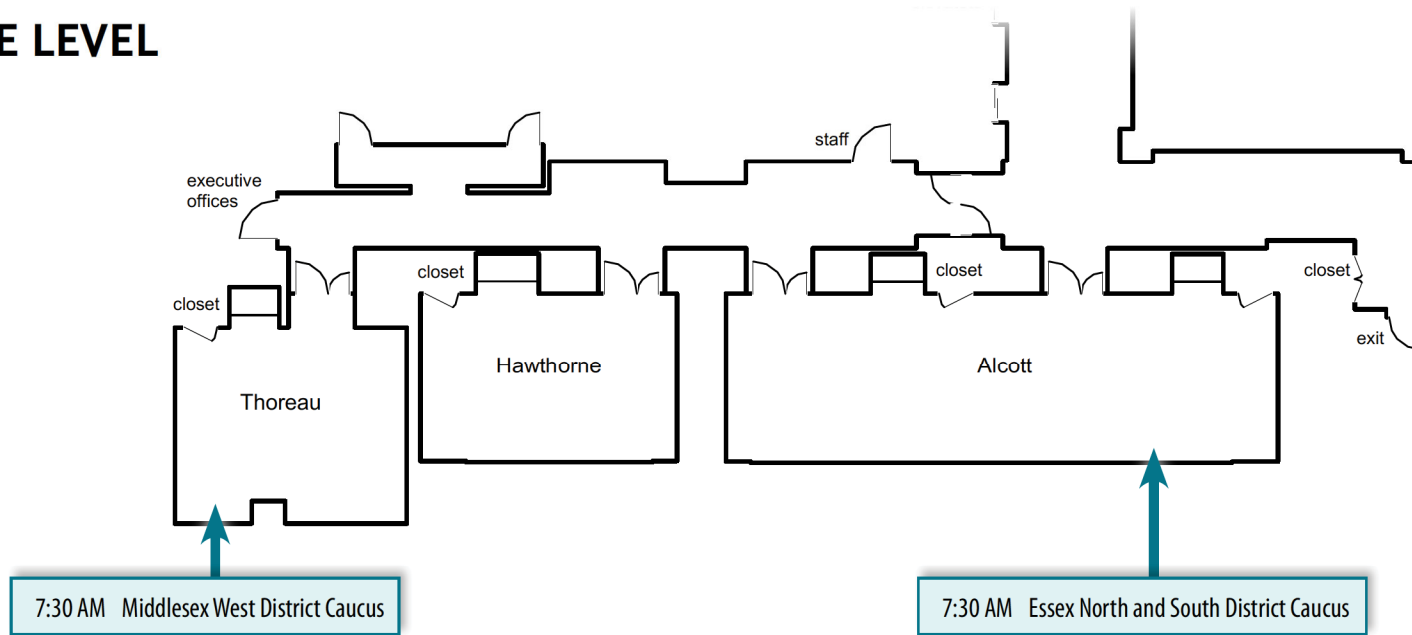 E LEVEL
staff
executive
offices
closet
closet
closet
closet
exit
Hawthorne
Alcott
Thoreau
7:30 AM Middlesex West District Caucus
7:30 AM Essex North and South District Caucus